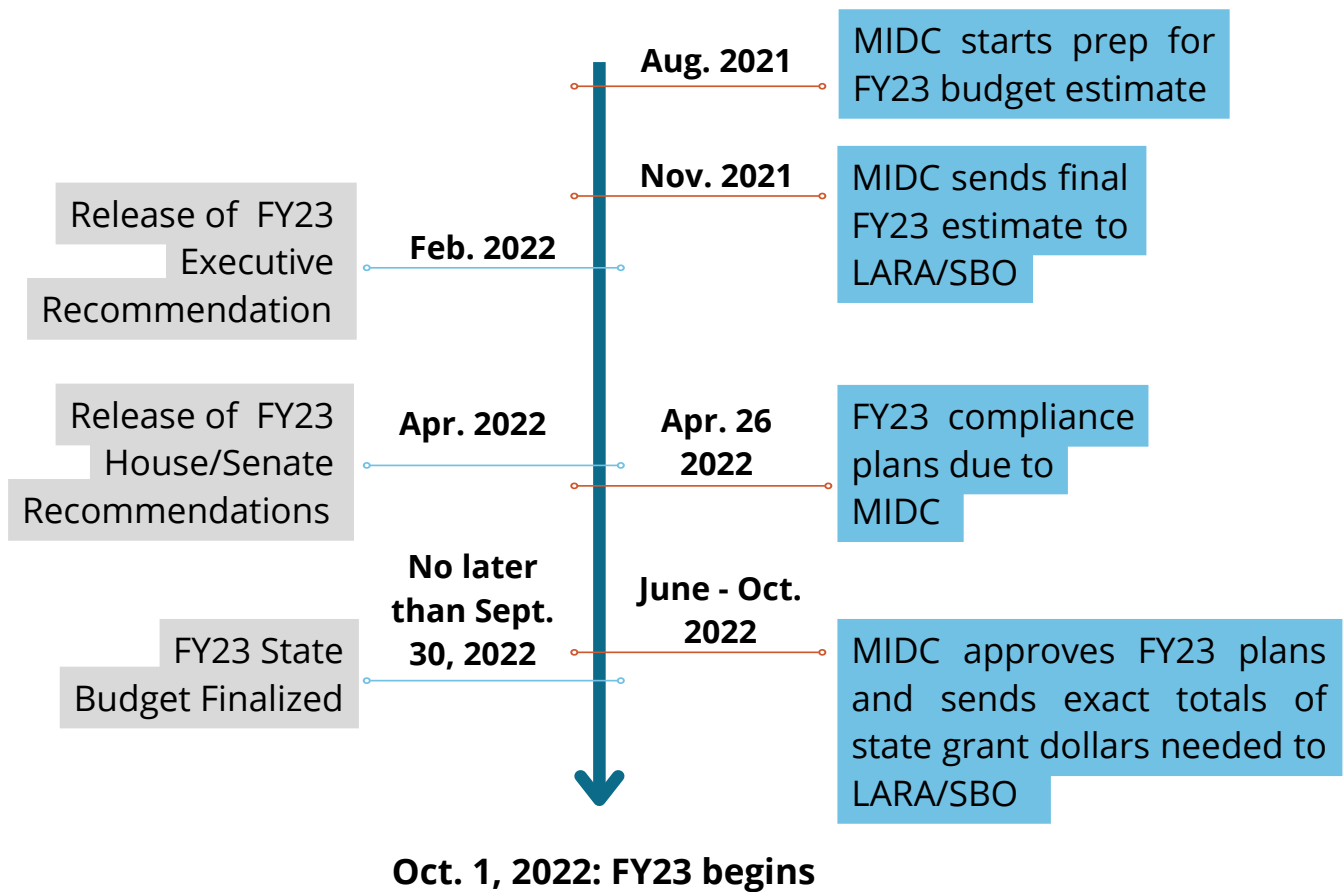 Aug. 2021
MIDC starts prep for
FY23 budget estimate
Nov. 2021
MIDC sends final
FY23 estimate to
LARA/SBO
Release of FY23
Executive
Recommendation
Feb. 2022
Release of FY23
House/Senate
Recommendations
Apr. 2022
Apr. 26
2022
FY23 compliance
plans due to
MIDC
No later
than Sept.
30, 2022
FY23 State
Budget Finalized
June - Oct.
2022
MIDC approves FY23 plans
and sends exact totals of
state grant dollars needed to
LARA/SBO
Oct. 1, 2022: FY23 begins